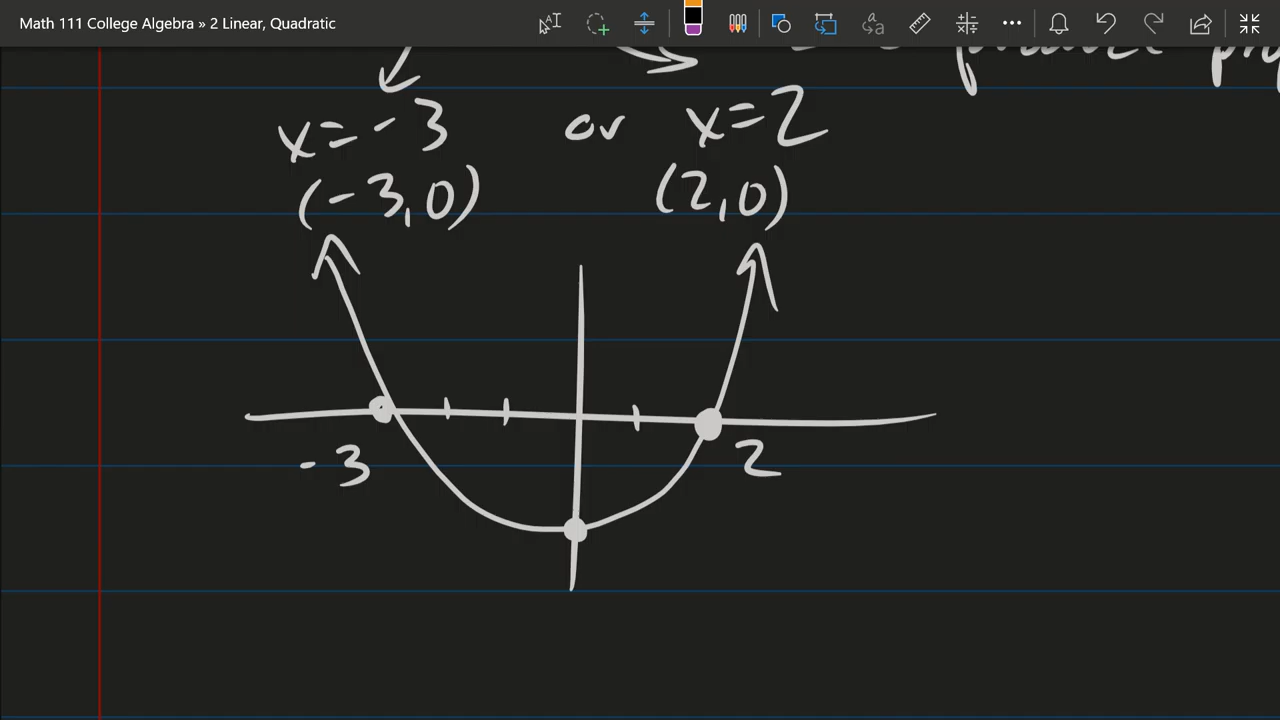 Math 111 College Algebra » 2 Linear, Quadratic
x=-3 or x=2
(-3,0) (2,0)
-3 2